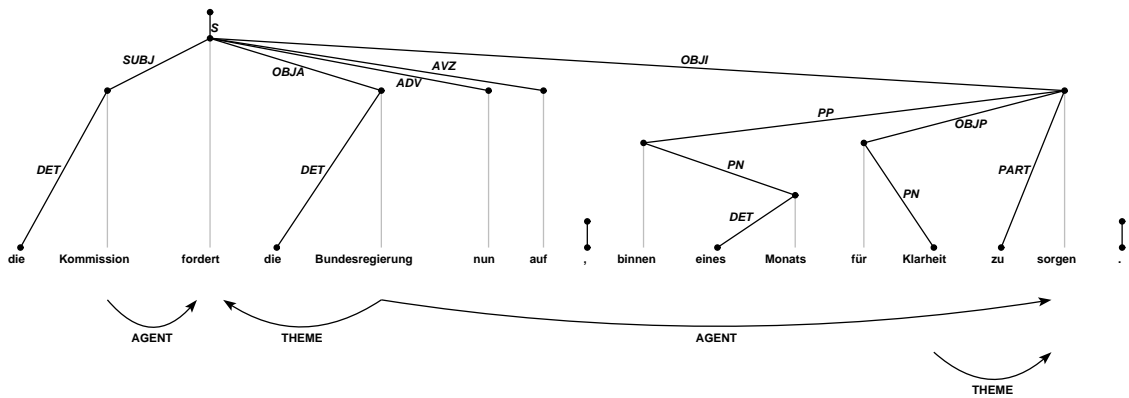 S
SUBJ OBJA ADV AVZ OBJI
PP OBJP
DET DET PN PN PART
DET
die Kommission fordert die Bundesregierung nun auf , binnen eines Monats für Klarheit zu sorgen .
AGENT THEME AGENT
THEME